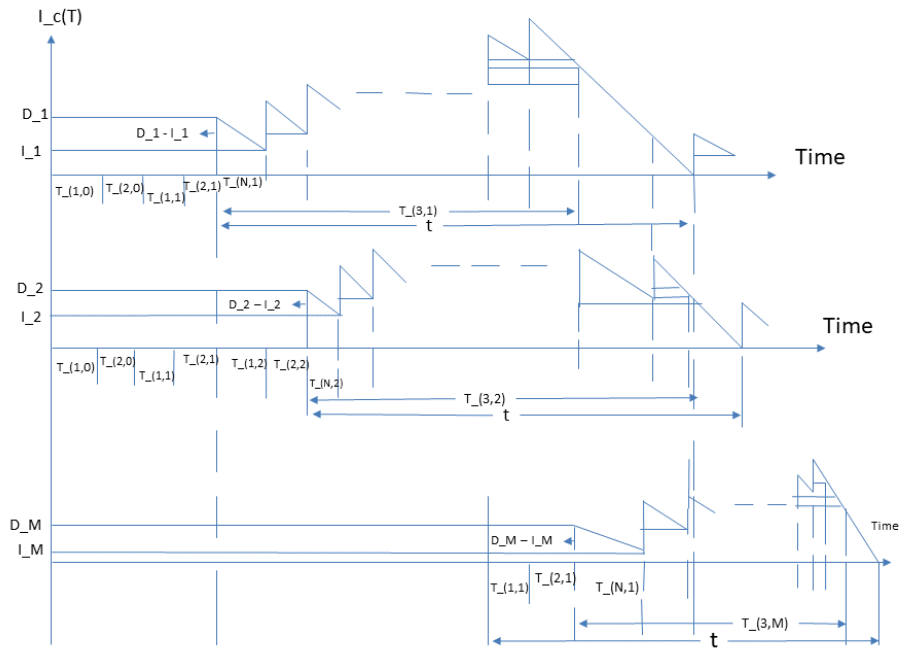 I_c(T)
D_1
D_1 - I_1
I_1
Time
T_(1,0)
T_(2,0)
T_(1,1)
T_(2,1)
T_(N,1)
T_(3,1)
t
D_2
D_2 – I_2
I_2
Time
T_(1,0)
T_(2,0)
T_(1,1)
T_(2,1)
T_(1,2)
T_(2,2)
T_(N,2)
T_(3,2)
t
D_M
D_M – I_M
I_M
Time
T_(1,1)
T_(2,1)
T_(N,1)
T_(3,M)
t